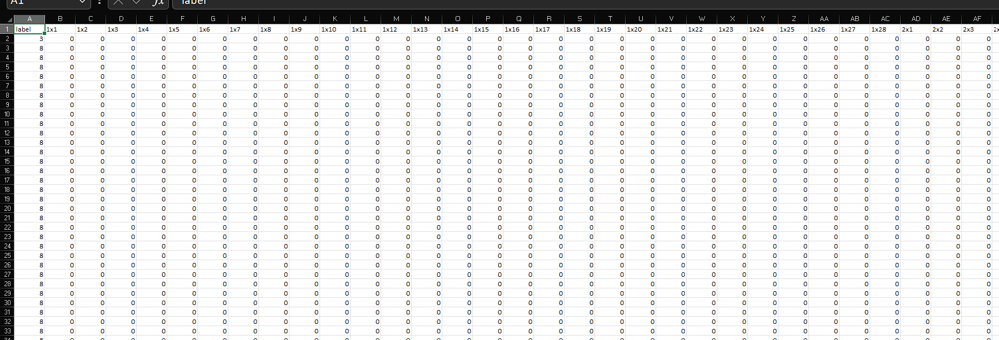 A1 fx label
A B C D E F G H I J K L M N O P Q R S T U V W X Y Z AA AB AC AD AE AF
1 label 1x1 1x2 1x3 1x4 1x5 1x6 1x7 1x8 1x9 1x10 1x11 1x12 1x13 1x14 1x15 1x16 1x17 1x18 1x19 1x20 1x21 1x22 1x23 1x24 1x25 1x26 1x27 1x28 2x1 2x2 2x3
2 3 0 0 0 0 0 0 0 0 0 0 0 0 0 0 0 0 0 0 0 0 0 0 0 0 0 0 0 0 0 0 0
3 8 0 0 0 0 0 0 0 0 0 0 0 0 0 0 0 0 0 0 0 0 0 0 0 0 0 0 0 0 0 0 0
4 8 0 0 0 0 0 0 0 0 0 0 0 0 0 0 0 0 0 0 0 0 0 0 0 0 0 0 0 0 0 0 0
5 8 0 0 0 0 0 0 0 0 0 0 0 0 0 0 0 0 0 0 0 0 0 0 0 0 0 0 0 0 0 0 0
6 8 0 0 0 0 0 0 0 0 0 0 0 0 0 0 0 0 0 0 0 0 0 0 0 0 0 0 0 0 0 0 0
7 8 0 0 0 0 0 0 0 0 0 0 0 0 0 0 0 0 0 0 0 0 0 0 0 0 0 0 0 0 0 0 0
8 8 0 0 0 0 0 0 0 0 0 0 0 0 0 0 0 0 0 0 0 0 0 0 0 0 0 0 0 0 0 0 0
9 8 0 0 0 0 0 0 0 0 0 0 0 0 0 0 0 0 0 0 0 0 0 0 0 0 0 0 0 0 0 0 0
10 8 0 0 0 0 0 0 0 0 0 0 0 0 0 0 0 0 0 0 0 0 0 0 0 0 0 0 0 0 0 0 0
11 8 0 0 0 0 0 0 0 0 0 0 0 0 0 0 0 0 0 0 0 0 0 0 0 0 0 0 0 0 0 0 0
12 8 0 0 0 0 0 0 0 0 0 0 0 0 0 0 0 0 0 0 0 0 0 0 0 0 0 0 0 0 0 0 0
13 8 0 0 0 0 0 0 0 0 0 0 0 0 0 0 0 0 0 0 0 0 0 0 0 0 0 0 0 0 0 0 0
14 8 0 0 0 0 0 0 0 0 0 0 0 0 0 0 0 0 0 0 0 0 0 0 0 0 0 0 0 0 0 0 0
15 8 0 0 0 0 0 0 0 0 0 0 0 0 0 0 0 0 0 0 0 0 0 0 0 0 0 0 0 0 0 0 0
16 8 0 0 0 0 0 0 0 0 0 0 0 0 0 0 0 0 0 0 0 0 0 0 0 0 0 0 0 0 0 0 0
17 8 0 0 0 0 0 0 0 0 0 0 0 0 0 0 0 0 0 0 0 0 0 0 0 0 0 0 0 0 0 0 0
18 8 0 0 0 0 0 0 0 0 0 0 0 0 0 0 0 0 0 0 0 0 0 0 0 0 0 0 0 0 0 0 0
19 8 0 0 0 0 0 0 0 0 0 0 0 0 0 0 0 0 0 0 0 0 0 0 0 0 0 0 0 0 0 0 0
20 8 0 0 0 0 0 0 0 0 0 0 0 0 0 0 0 0 0 0 0 0 0 0 0 0 0 0 0 0 0 0 0
21 8 0 0 0 0 0 0 0 0 0 0 0 0 0 0 0 0 0 0 0 0 0 0 0 0 0 0 0 0 0 0 0
22 8 0 0 0 0 0 0 0 0 0 0 0 0 0 0 0 0 0 0 0 0 0 0 0 0 0 0 0 0 0 0 0
23 8 0 0 0 0 0 0 0 0 0 0 0 0 0 0 0 0 0 0 0 0 0 0 0 0 0 0 0 0 0 0 0
24 8 0 0 0 0 0 0 0 0 0 0 0 0 0 0 0 0 0 0 0 0 0 0 0 0 0 0 0 0 0 0 0
25 8 0 0 0 0 0 0 0 0 0 0 0 0 0 0 0 0 0 0 0 0 0 0 0 0 0 0 0 0 0 0 0
26 8 0 0 0 0 0 0 0 0 0 0 0 0 0 0 0 0 0 0 0 0 0 0 0 0 0 0 0 0 0 0 0
27 8 0 0 0 0 0 0 0 0 0 0 0 0 0 0 0 0 0 0 0 0 0 0 0 0 0 0 0 0 0 0 0
28 8 0 0 0 0 0 0 0 0 0 0 0 0 0 0 0 0 0 0 0 0 0 0 0 0 0 0 0 0 0 0 0
29 8 0 0 0 0 0 0 0 0 0 0 0 0 0 0 0 0 0 0 0 0 0 0 0 0 0 0 0 0 0 0 0
30 8 0 0 0 0 0 0 0 0 0 0 0 0 0 0 0 0 0 0 0 0 0 0 0 0 0 0 0 0 0 0 0
31 8 0 0 0 0 0 0 0 0 0 0 0 0 0 0 0 0 0 0 0 0 0 0 0 0 0 0 0 0 0 0 0
32 8 0 0 0 0 0 0 0 0 0 0 0 0 0 0 0 0 0 0 0 0 0 0 0 0 0 0 0 0 0 0 0
33 8 0 0 0 0 0 0 0 0 0 0 0 0 0 0 0 0 0 0 0 0 0 0 0 0 0 0 0 0 0 0 0